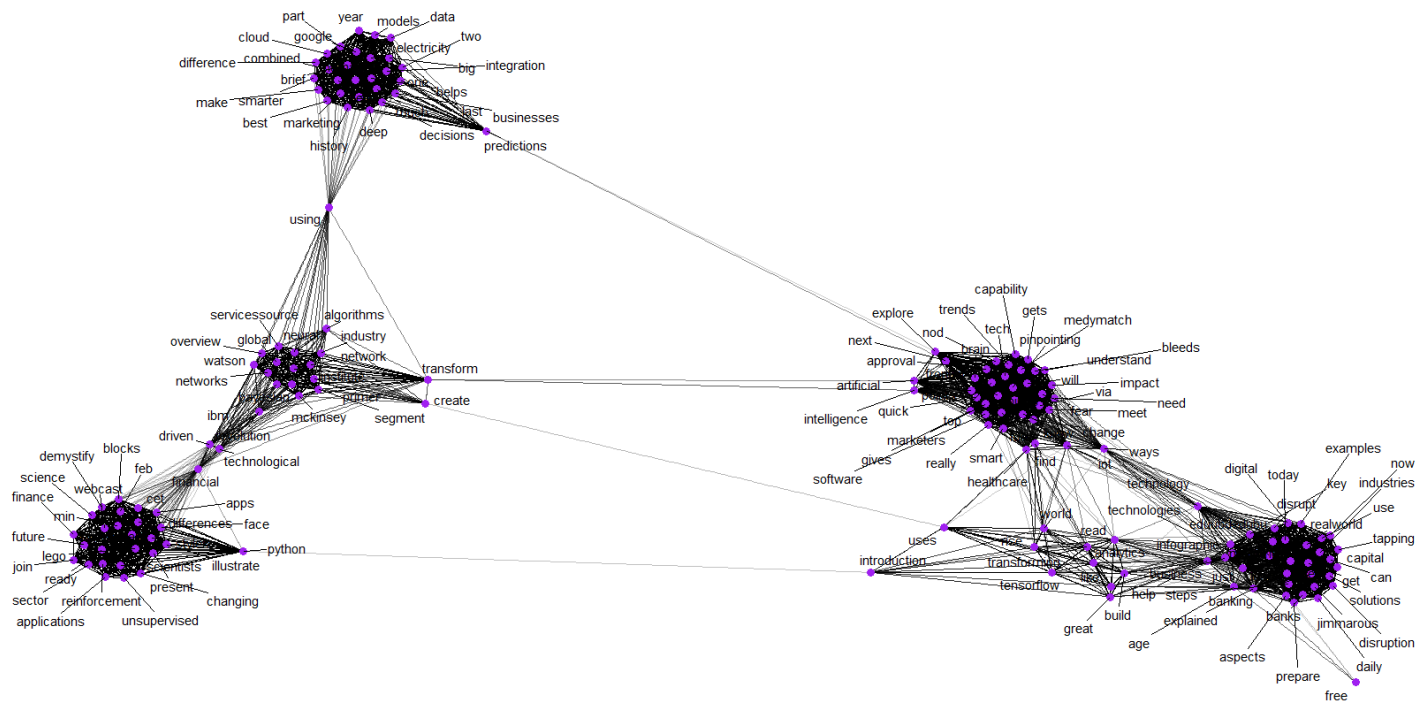 part
year
models
data
cloud
google
electricity
two
difference
combined
big
integration
brief
one
helps
make
smarter
last
businesses
best
marketing
decisions
history
deep
predictions
using
servicessource
algorithms
overview
global
neural
industry
watson
network
networks
transform
primer
create
ibm
mckinsey
segment
driven
technological
financial
demystify
blocks
feb
science
webcast
cet
apps
finance
min
differences
face
future
python
lego
scientists
illustrate
join
ready
present
changing
sector
reinforcement
applications
unsupervised
capability
explore
trends
gets
next
nod
tech
medymatch
approval
brain
pinpointing
understand
bleeds
artificial
will
impact
intelligence
quick
via
need
fear
meet
marketers
top
change
gives
really
smart
find
iot
ways
software
healthcare
technology
digital
today
examples
now
key
industries
technologies
disrupt
use
world
read
realworld
uses
infographic
tapping
introduction
analytics
transforming
capital
like
business
just
get
can
tensorflow
help
steps
solutions
build
banking
great
explained
banks
jimmarous
age
disruption
aspects
daily
prepare
free